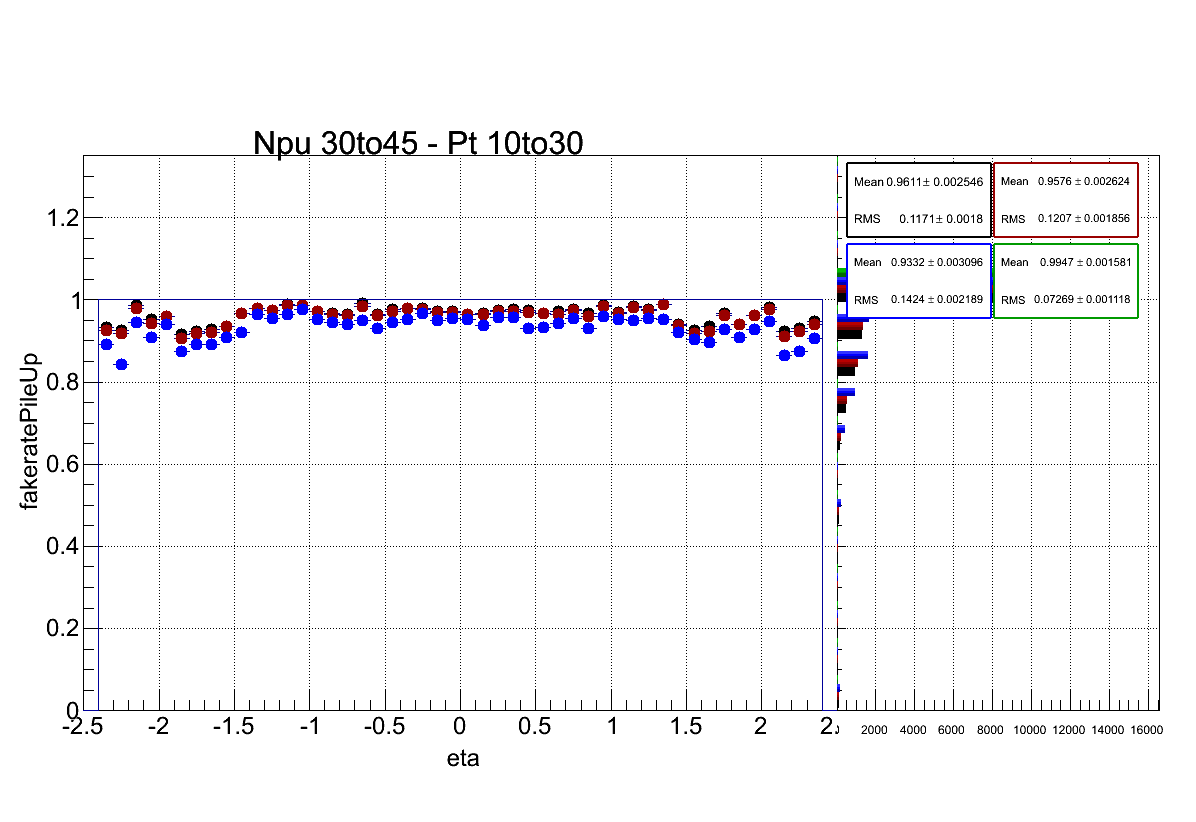 Npu 30to45 - Pt 10to30
Mean 0.9611± 0.002546
RMS 0.1171± 0.0018
Mean 0.9576 ± 0.002624
RMS 0.1207 ± 0.001856
Mean 0.9332 ± 0.003096
RMS 0.1424 ± 0.002189
Mean 0.9947 ± 0.001581
RMS 0.07269 ± 0.001118
fakeratePileUp
1.2
1
0.8
0.6
0.4
0.2
0
-2.5 -2 -1.5 -1 -0.5 0 0.5 1 1.5 2
2000 4000 6000 8000 10000 12000 14000 16000
eta